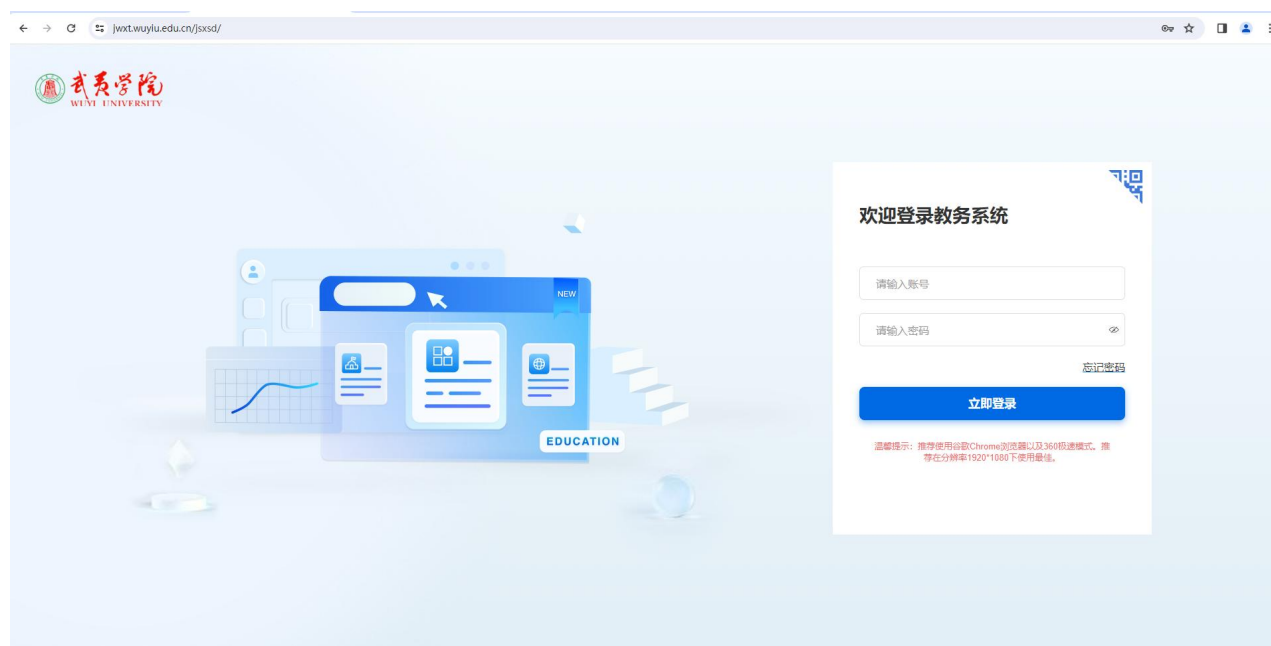 jwxt.wuyiu.edu.cn/jsxsd/
武夷学院
WUYI UNIVERSITY
欢迎登录教务系统
NEW
请输入账号
请输入密码
忘记密码
立即登录
EDUCATION
温馨提示：推荐使用谷歌Chrome浏览器以及360极速模式。推
荐在分辨率1920*1080下使用最佳。